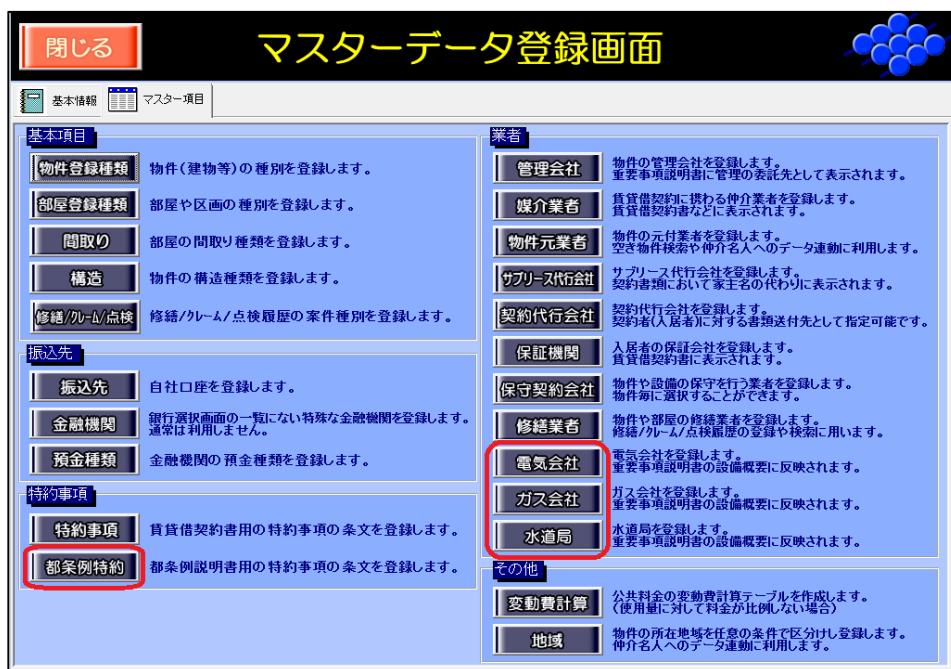 閉じる
マスターデータ登録画面
基本情報
マスター項目
基本項目
物件登録種類
物件(建物等)の種別を登録します。
部屋登録種類
部屋や区画の種別を登録します。
間取り
部屋の間取り種類を登録します。
構造
物件の構造種類を登録します。
修繕/クレーム/点検
修繕/クレーム/点検履歴の案件種別を登録します。
振込先
振込先
自社口座を登録します。
金融機関
銀行選択画面の一覧にない特殊な金融機関を登録します。
通常は利用しません。
預金種類
金融機関の預金種類を登録します。
特約事項
特約事項
賃貸借契約書用の特約事項の条文を登録します。
都条例特約
都条例説明書用の特約事項の条文を登録します。
業者
管理会社
物件の管理会社を登録します。
重要事項説明書に管理の委託先として表示されます。
媒介業者
賃貸借契約に携わる仲介業者を登録します。
賃貸借契約書などに表示されます。
物件元業者
物件の元付業者を登録します。
空き物件検索や仲介名人へのデータ連動に利用します。
サブリース代行会社
サブリース代行会社を登録します。
契約書類において家主名の代わりに表示されます。
契約代行会社
契約代行会社を登録します。
契約者(入居者)に対する書類送付先として指定可能です。
保証機関
入居者の保証会社を登録します。
賃貸借契約書に表示されます。
保守契約会社
物件や設備の保守を行う業者を登録します。
物件毎に選択することができます。
修繕業者
物件や部屋の修繕業者を登録します。
修繕/クレーム/点検履歴の登録や検索に用います。
電気会社
電気会社を登録します。
重要事項説明書の設備概要に反映されます。
ガス会社
ガス会社を登録します。
重要事項説明書の設備概要に反映されます。
水道局
水道局を登録します。
重要事項説明書の設備概要に反映されます。
その他
変動費計算
公共料金の変動費計算テーブルを作成します。
(使用量に対して料金が比例しない場合)
地域
物件の所在地域を任意の条件で区分けし登録します。
仲介名人へのデータ連動に利用します。